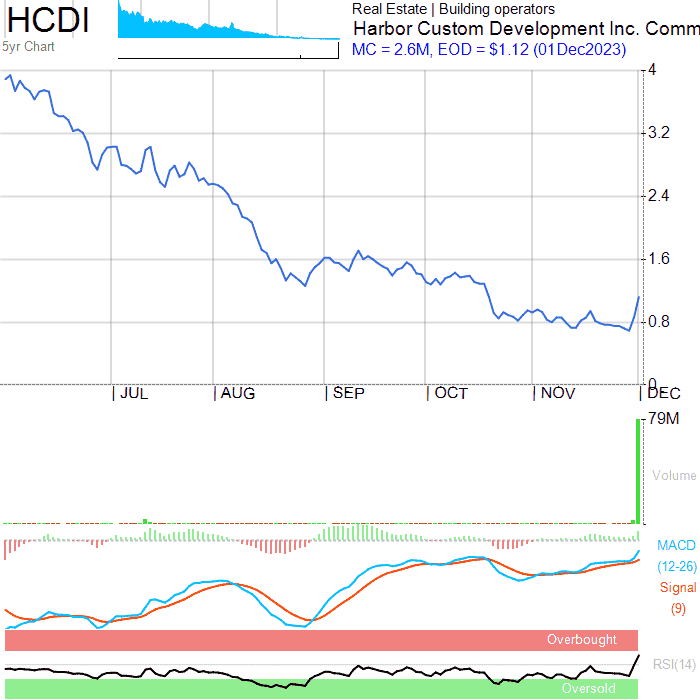 HCDI
5yr Chart
Real Estate | Building operators
Harbor Custom Development Inc. Comm
MC = 2.6M, EOD = $1.12 (01Dec2023)
4
3.2
2.4
1.6
0.8
0
| JUL | AUG | SEP | OCT | NOV | DEC
79M
Volume
MACD
(12-26)
Signal
(9)
Overbought
RSI(14)
Oversold